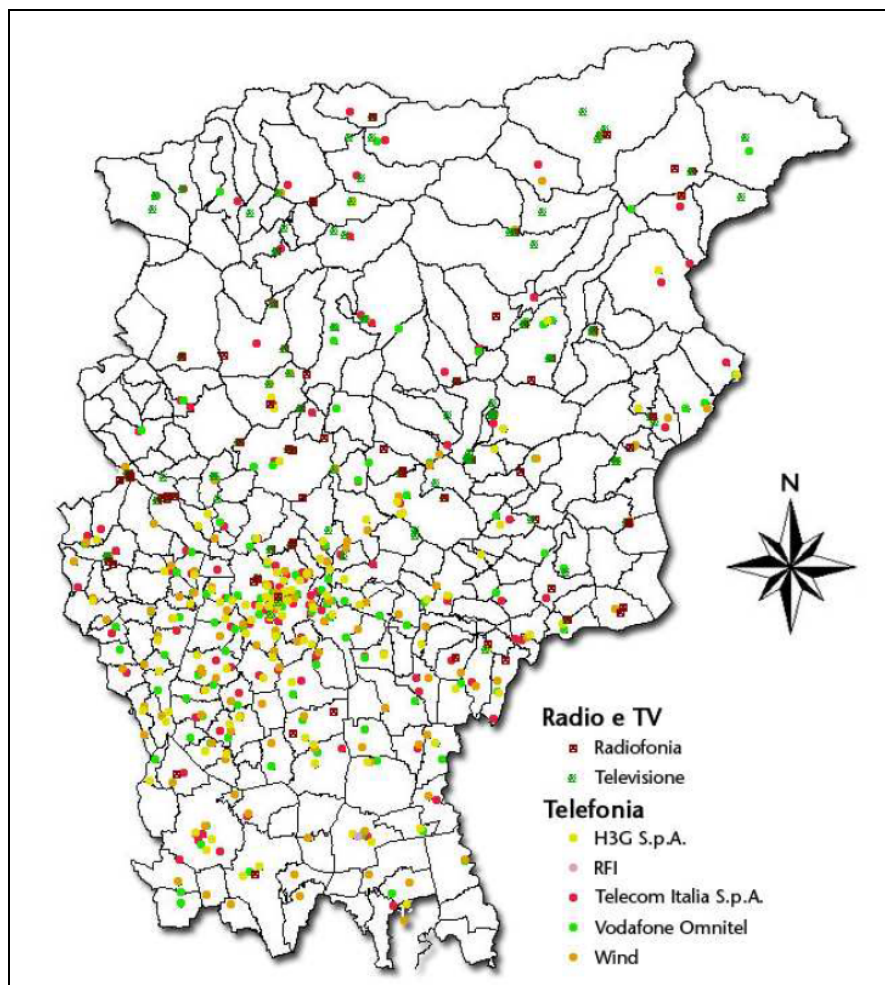 N
Radio e TV
Radiofonia
Televisione
Telefonia
H3G S.p.A.
RFI
Telecom Italia S.p.A.
Vodafone Omnitel
Wind